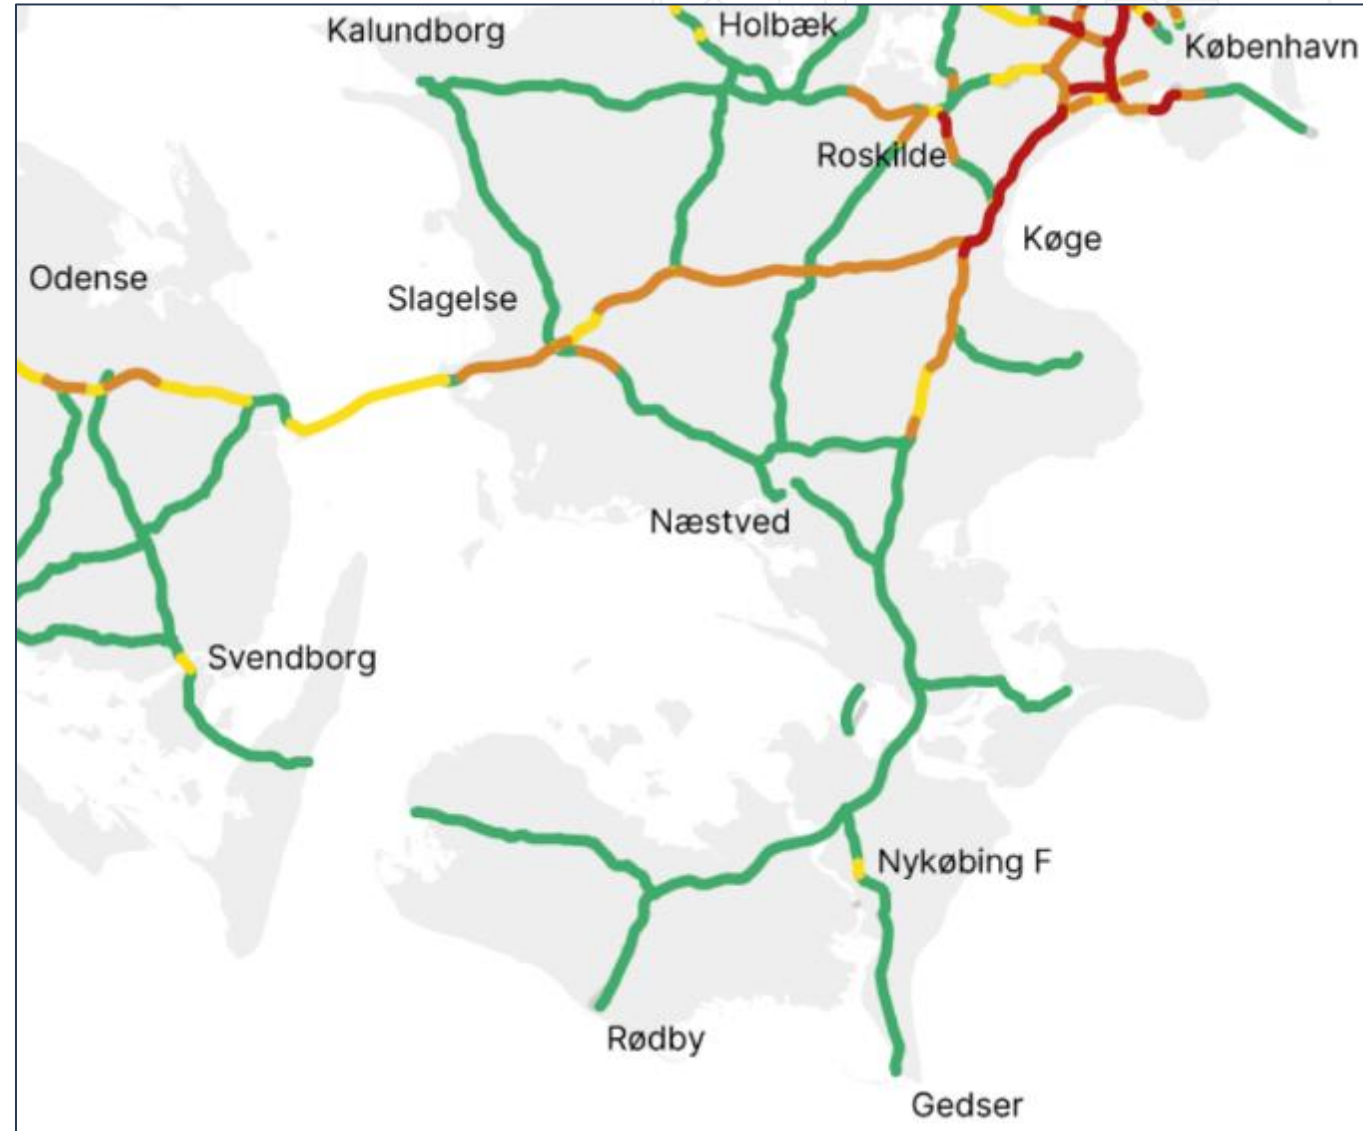 Kalundborg
Holbæk
København
Roskilde
Køge
Odense
Slagelse
Næstved
Svendborg
Nykøbing F
Rødby
Gedser